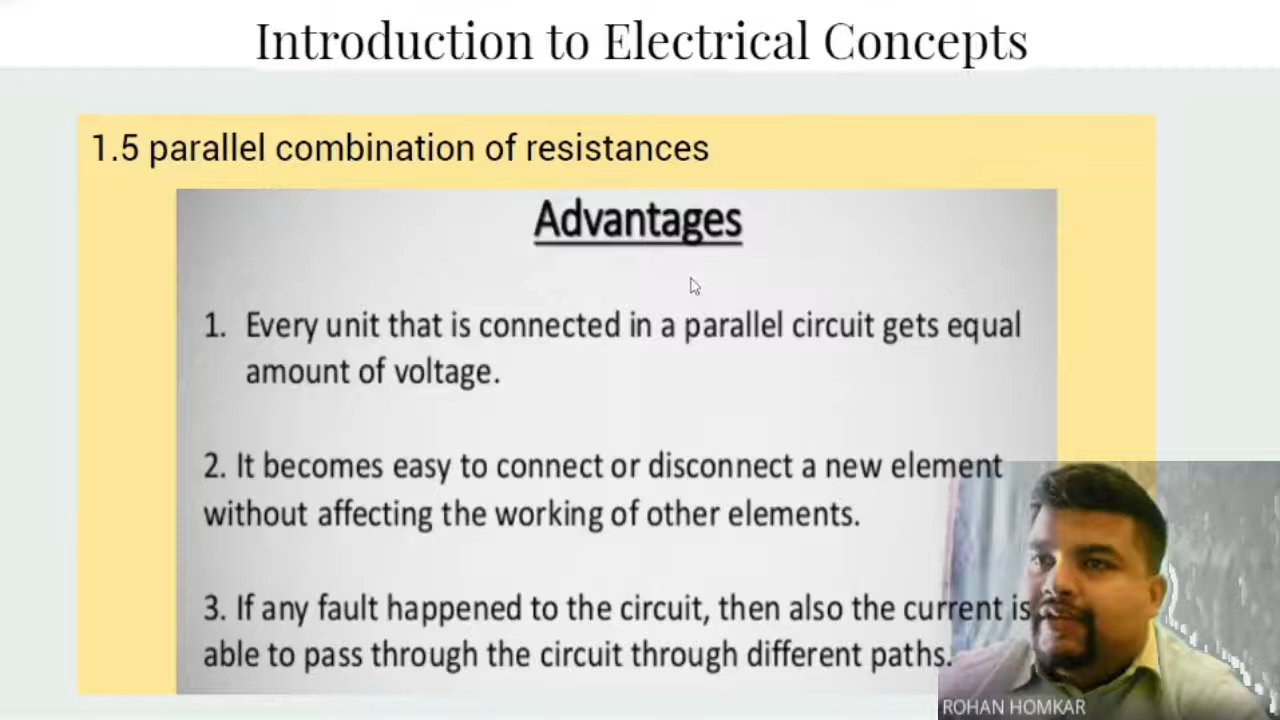 Introduction to Electrical Concepts
1.5 parallel combination of resistances
Advantages
1. Every unit that is connected in a parallel circuit gets equal
amount of voltage.
2. It becomes easy to connect or disconnect a new element
without affecting the working of other elements.
3. If any fault happened to the circuit, then also the current is
able to pass through the circuit through different paths.
ROHAN HOMKAR